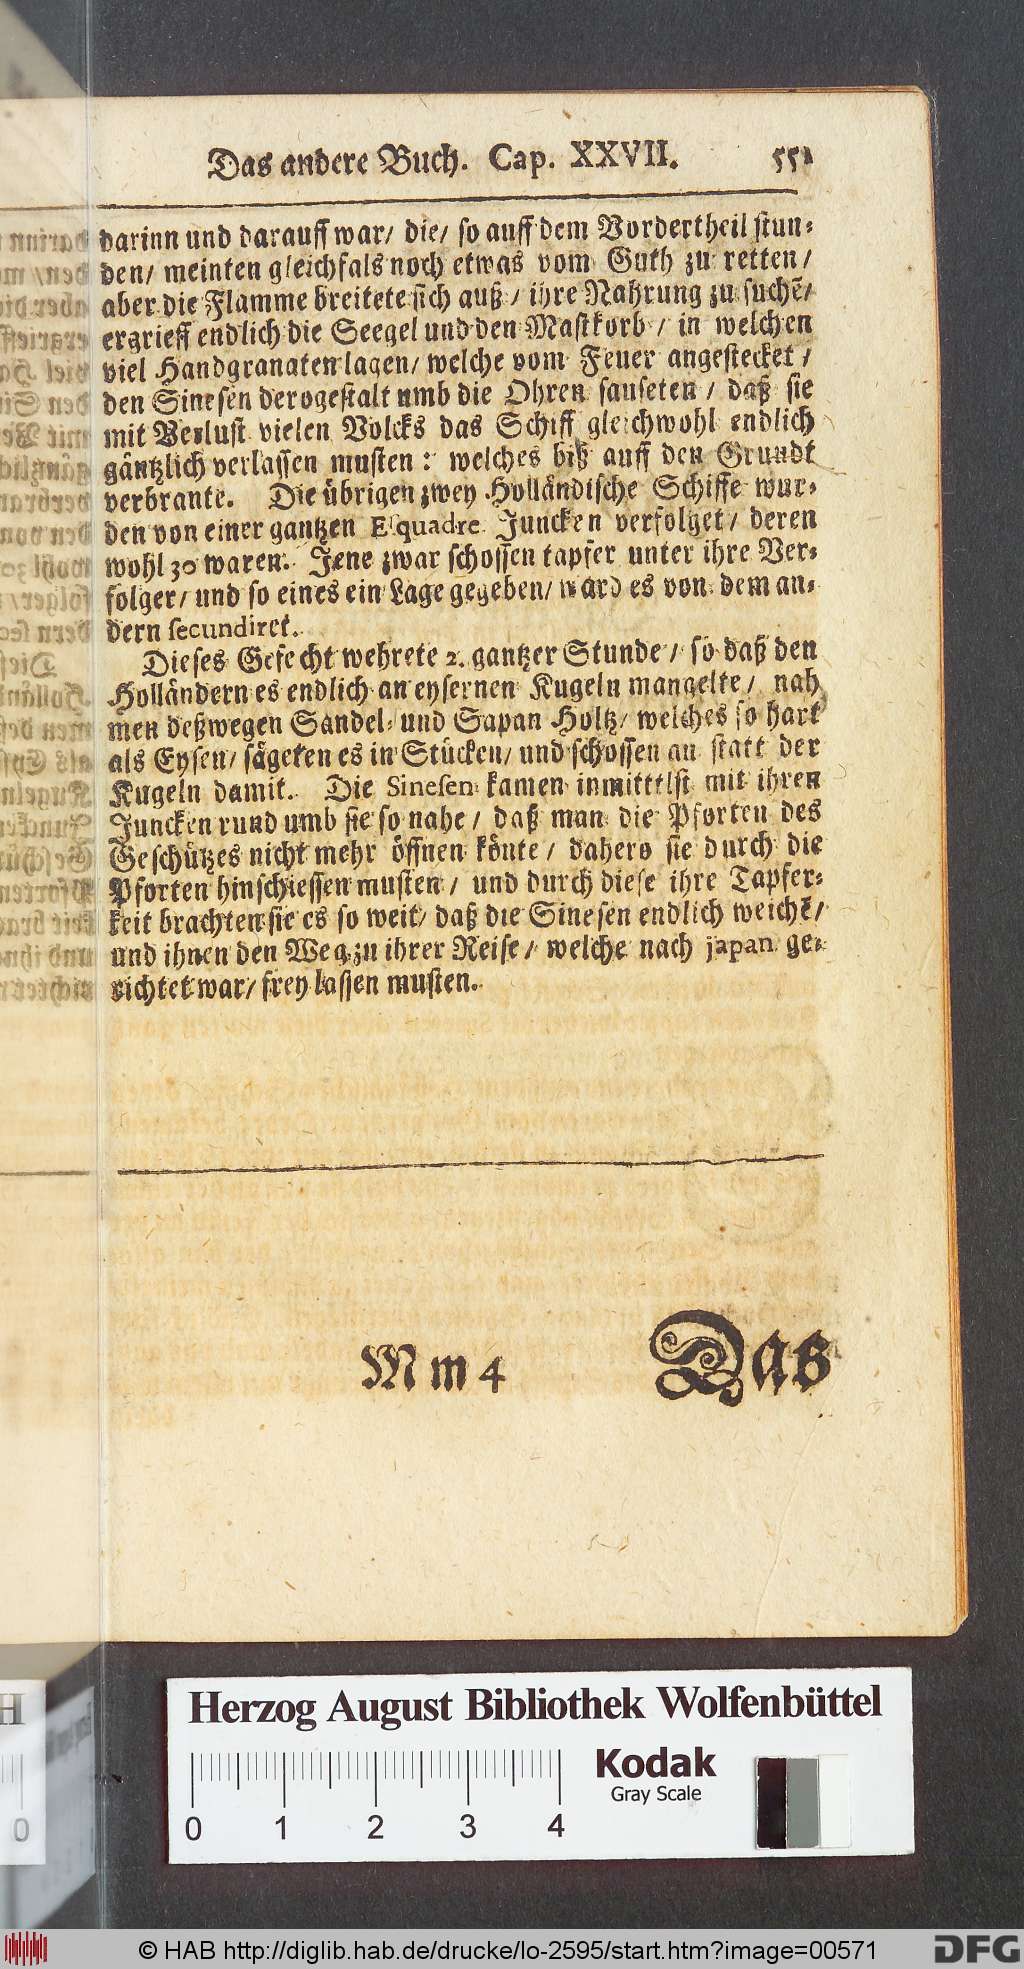 Das andere Buch. Cap. XXVII. 551
darinn und darauff war/ die/ so auff dem Vordertheil stun-
den/ meinten gleichfals noch etwas vom Guth zu retten/
aber die Flamme breitete sich auß/ ihre Nahrung zu suchē/
ergrieff endlich die Seegel und den Mastkorb/ in welchen
viel Handgranaten lagen/ welche vom Feuer angestecket/
den Sinesen derogestalt umb die Ohren sauseten/ daß sie
mit Verlust vielen Volcks das Schiff gleichwohl endlich
gäntzlich verlassen musten: welches biß auff den Grundt
verbrante. Die übrigen zwey Holländische Schiffe wur-
den von einer gantzen Esquadre Juncken verfolget/ deren
wohl 30 waren. Jene zwar schossen tapfer unter ihre Ver-
folger/ und so eines ein Lage gegeben/ ward es von dem an-
dern secundiret.
Dieses Gefecht wehrete 2. gantzer Stunde/ so daß den
Holländern es endlich an eysernen Kugeln mangelte/ nah
men deßwegen Sandel- und Sapan Holtz/ welches so hart
als Eysen/ sägeten es in Stücken/ und schossen an statt der
Kugeln damit. Die Sinesen kamen inmitttlst mit ihren
Juncken rund umb sie so nahe/ daß man die Pforten des
Geschützes nicht mehr öffnen könte/ dahero sie durch die
Pforten hinschiessen musten/ und durch diese ihre Tapfer-
keit brachten sie es so weit/ daß die Sinesen endlich weichē/
und ihnen den Weg zu ihrer Reise/ welche nach japan ge-
richtet war/ frey lassen musten.
M m 4 Das
Herzog August Bibliothek Wolfenbüttel
Kodak
Gray Scale
0 1 2 3 4
© HAB http://diglib.hab.de/drucke/lo-2595/start.htm?image=00571
DFG